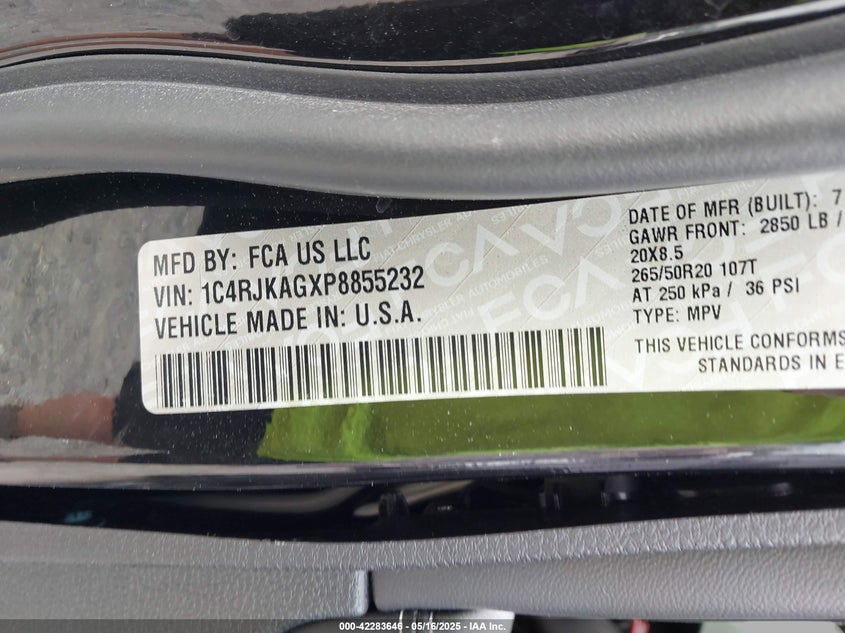 MFD BY: FCA US LLC
VIN: 1C4RJKAGXP8855232
VEHICLE MADE IN: U.S.A.
DATE OF MFR (BUILT): 7
GAWR FRONT: 2850 LB /
20X8.5
265/50R20 107T
AT 250 kPa / 36 PSI
TYPE: MPV
THIS VEHICLE CONFORMS
STANDARDS IN E
000-42283646 - 05/16/2025 - IAA Inc.